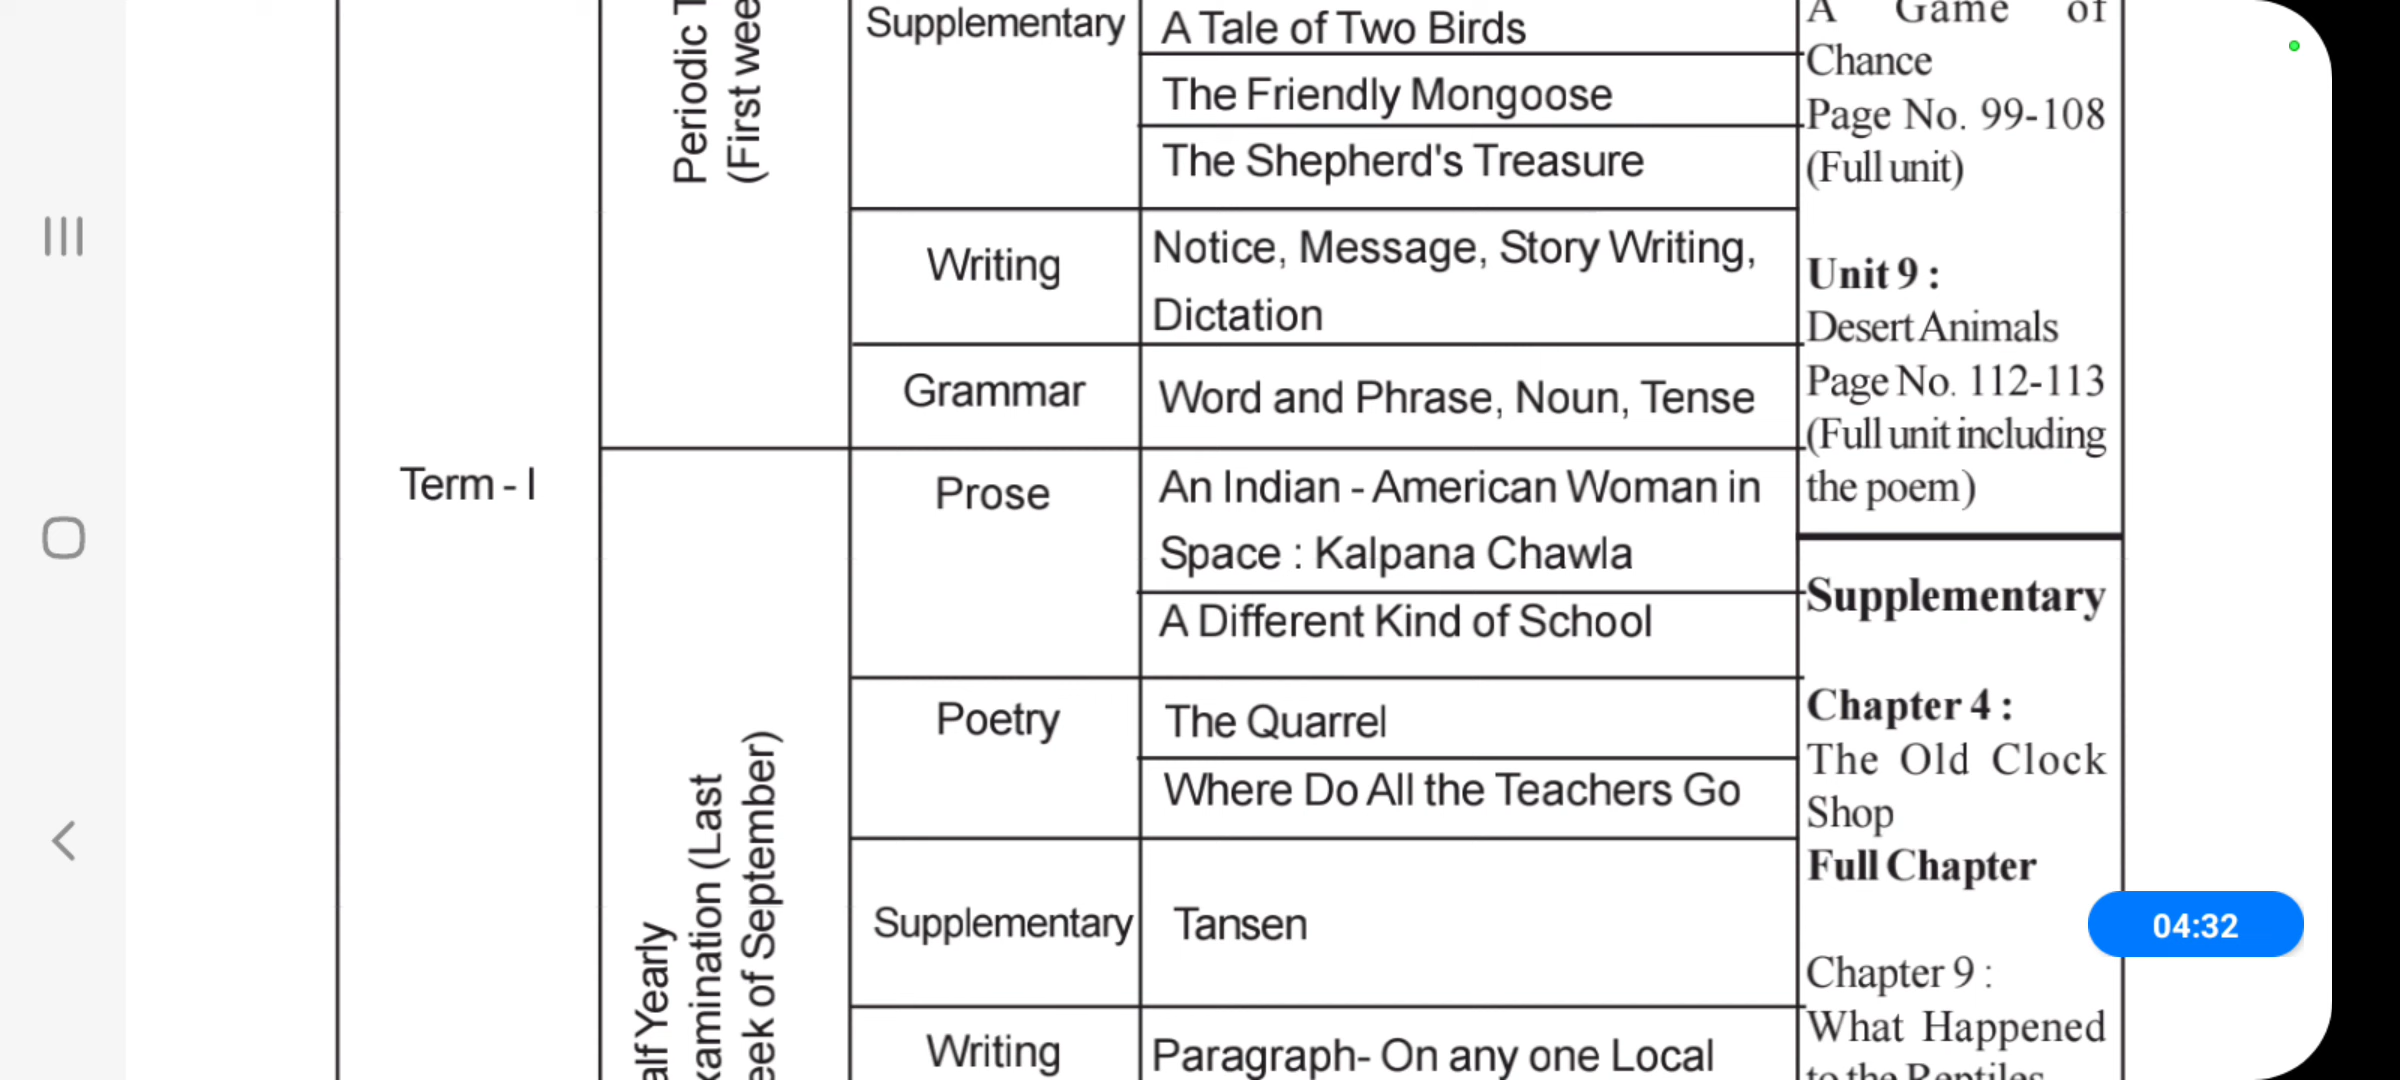 Term - I
Periodic
(First
Supplementary
A Tale of Two Birds
The Friendly Mongoose
The Shepherd's Treasure
Writing
Notice, Message, Story Writing,
Dictation
Grammar
Word and Phrase, Noun, Tense
of September)
(Last
Yearly
Prose
An Indian - American Woman in
Space : Kalpana Chawla
A Different Kind of School
Poetry
The Quarrel
Where Do All the Teachers Go
Supplementary
Tansen
Writing
Paragraph- On any one Local
A Game of
Chance
Page No. 99-108
(Full unit)
Unit 9 :
Desert Animals
Page No. 112-113
(Full unit including
the poem)
Supplementary
Chapter 4 :
The Old Clock
Shop
Full Chapter
Chapter 9 :
What Happened
to the Reptiles
04:32